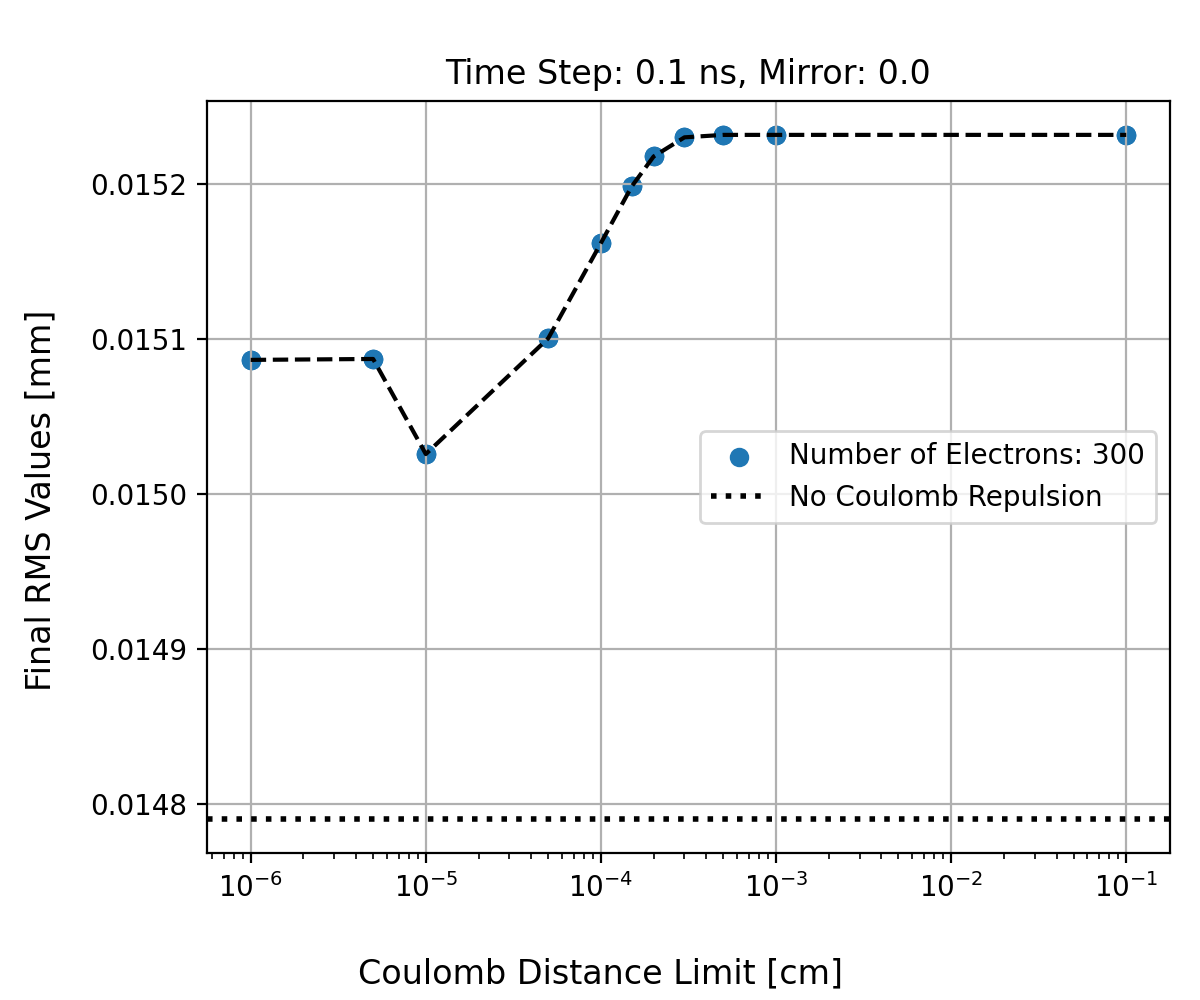 Time Step: 0.1 ns, Mirror: 0.0
Final RMS Values [mm]
0.0152
0.0151
0.0150
0.0149
0.0148
Number of Electrons: 300
No Coulomb Repulsion
10⁻⁶ 10⁻⁵ 10⁻⁴ 10⁻³ 10⁻² 10⁻¹
Coulomb Distance Limit [cm]